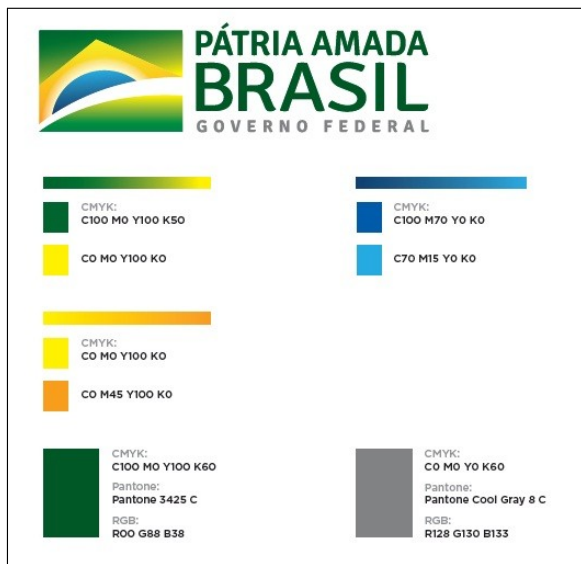 PÁTRIA AMADA
BRASIL
GOVERNO FEDERAL
CMYK:
C100 M0 Y100 K50
C0 M0 Y100 K0
CMYK:
C100 M70 Y0 K0
C70 M15 Y0 K0
CMYK:
C0 M0 Y100 K0
C0 M45 Y100 K0
CMYK:
C100 M0 Y100 K60
Pantone:
Pantone 3425 C
RGB:
R00 G88 B38
CMYK:
C0 M0 Y0 K60
Pantone:
Pantone Cool Gray 8 C
RGB:
R128 G130 B133